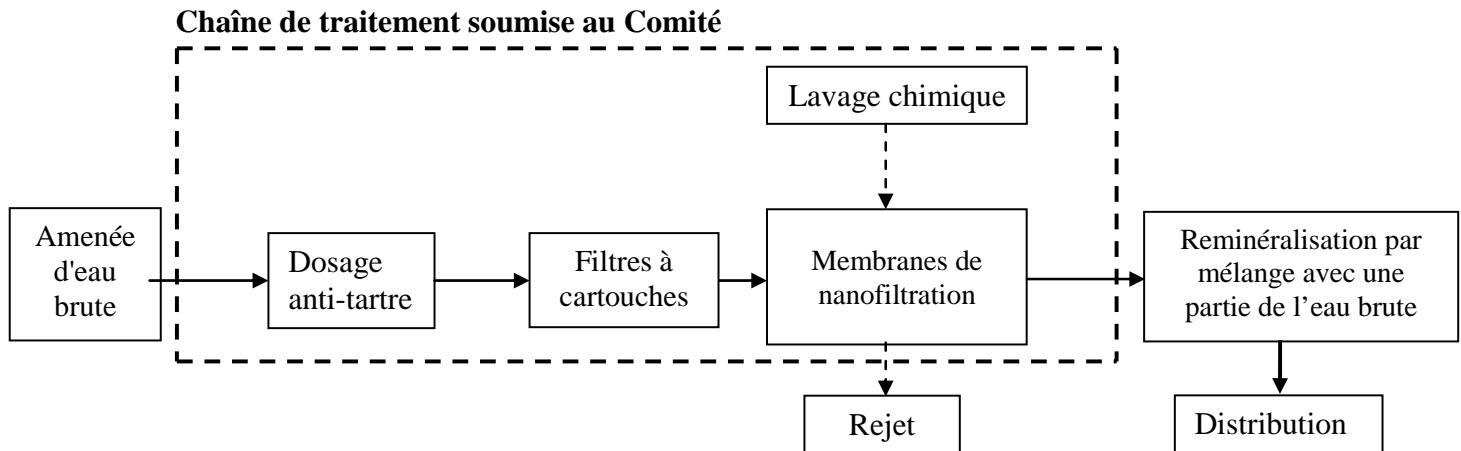 Chaîne de traitement soumise au Comité
Lavage chimique
Amenée
d'eau
brute
Dosage
anti-tartre
Filtres à
cartouches
Membranes de
nanofiltration
Reminéralisation par
mélange avec une
partie de l’eau brute
Rejet
Distribution